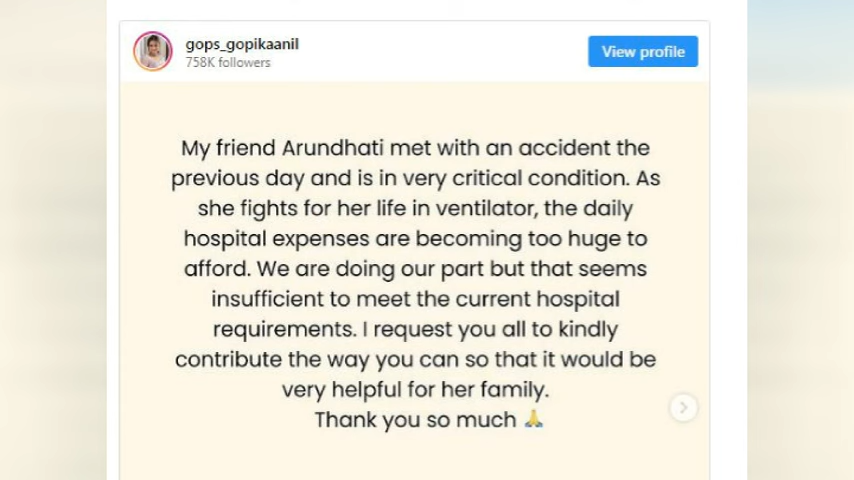 gops_gopikaanil
758K followers
View profile
My friend Arundhati met with an accident the
previous day and is in very critical condition. As
she fights for her life in ventilator, the daily
hospital expenses are becoming too huge to
afford. We are doing our part but that seems
insufficient to meet the current hospital
requirements. I request you all to kindly
contribute the way you can so that it would be
very helpful for her family.
Thank you so much 🙏